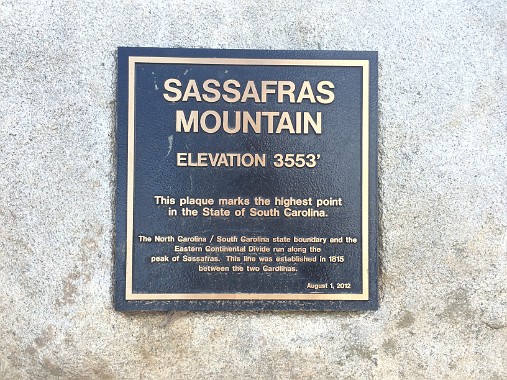 SASSAFRAS
MOUNTAIN
ELEVATION 3553'
This plaque marks the highest point
in the State of South Carolina.
The North Carolina / South Carolina state boundary and the
Eastern Continental Divide run along the
peak of Sassafras. This line was established in 1815
between the two Carolinas.
August 1, 2012